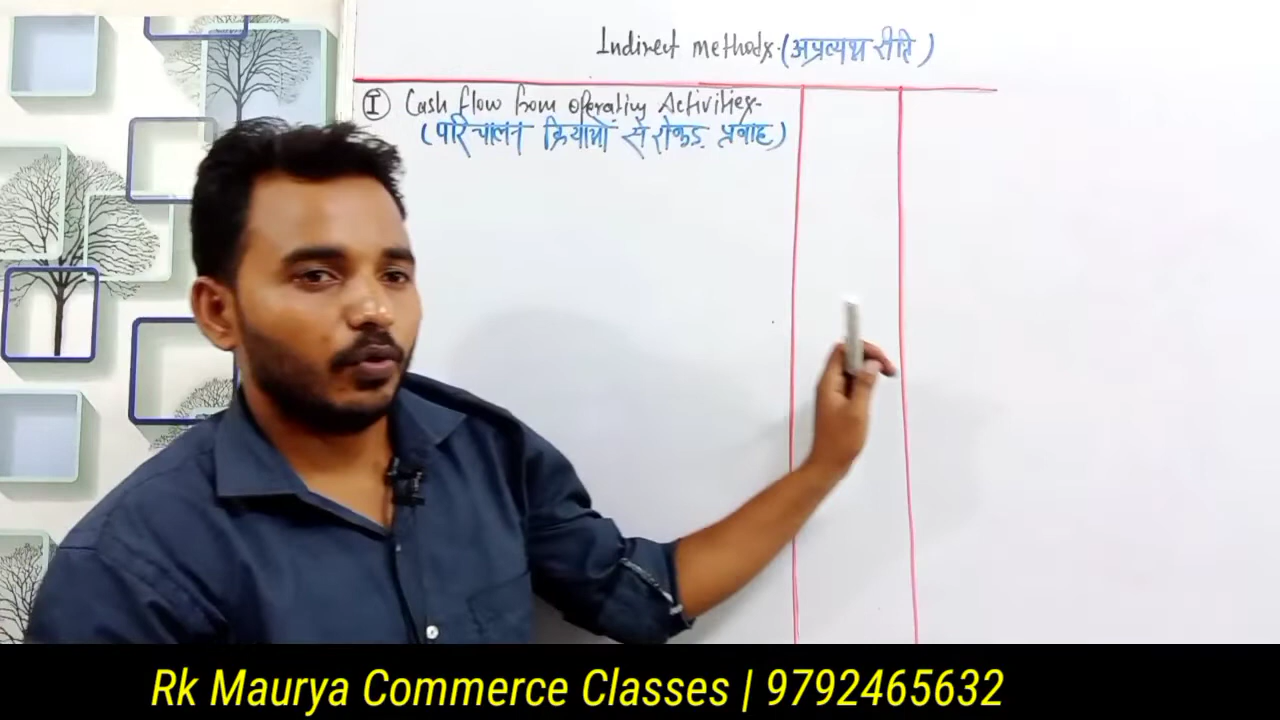 Indirect methods. (अप्रत्यक्ष रीति)
Ⓘ Cash flow from operating Activities-
(परिचालन क्रियाओं से रोकड़ प्रवाह)
Rk Maurya Commerce Classes | 9792465632